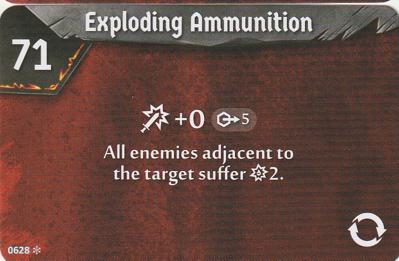 Exploding Ammunition
71
+0 5
All enemies adjacent to
the target suffer 2.
0628